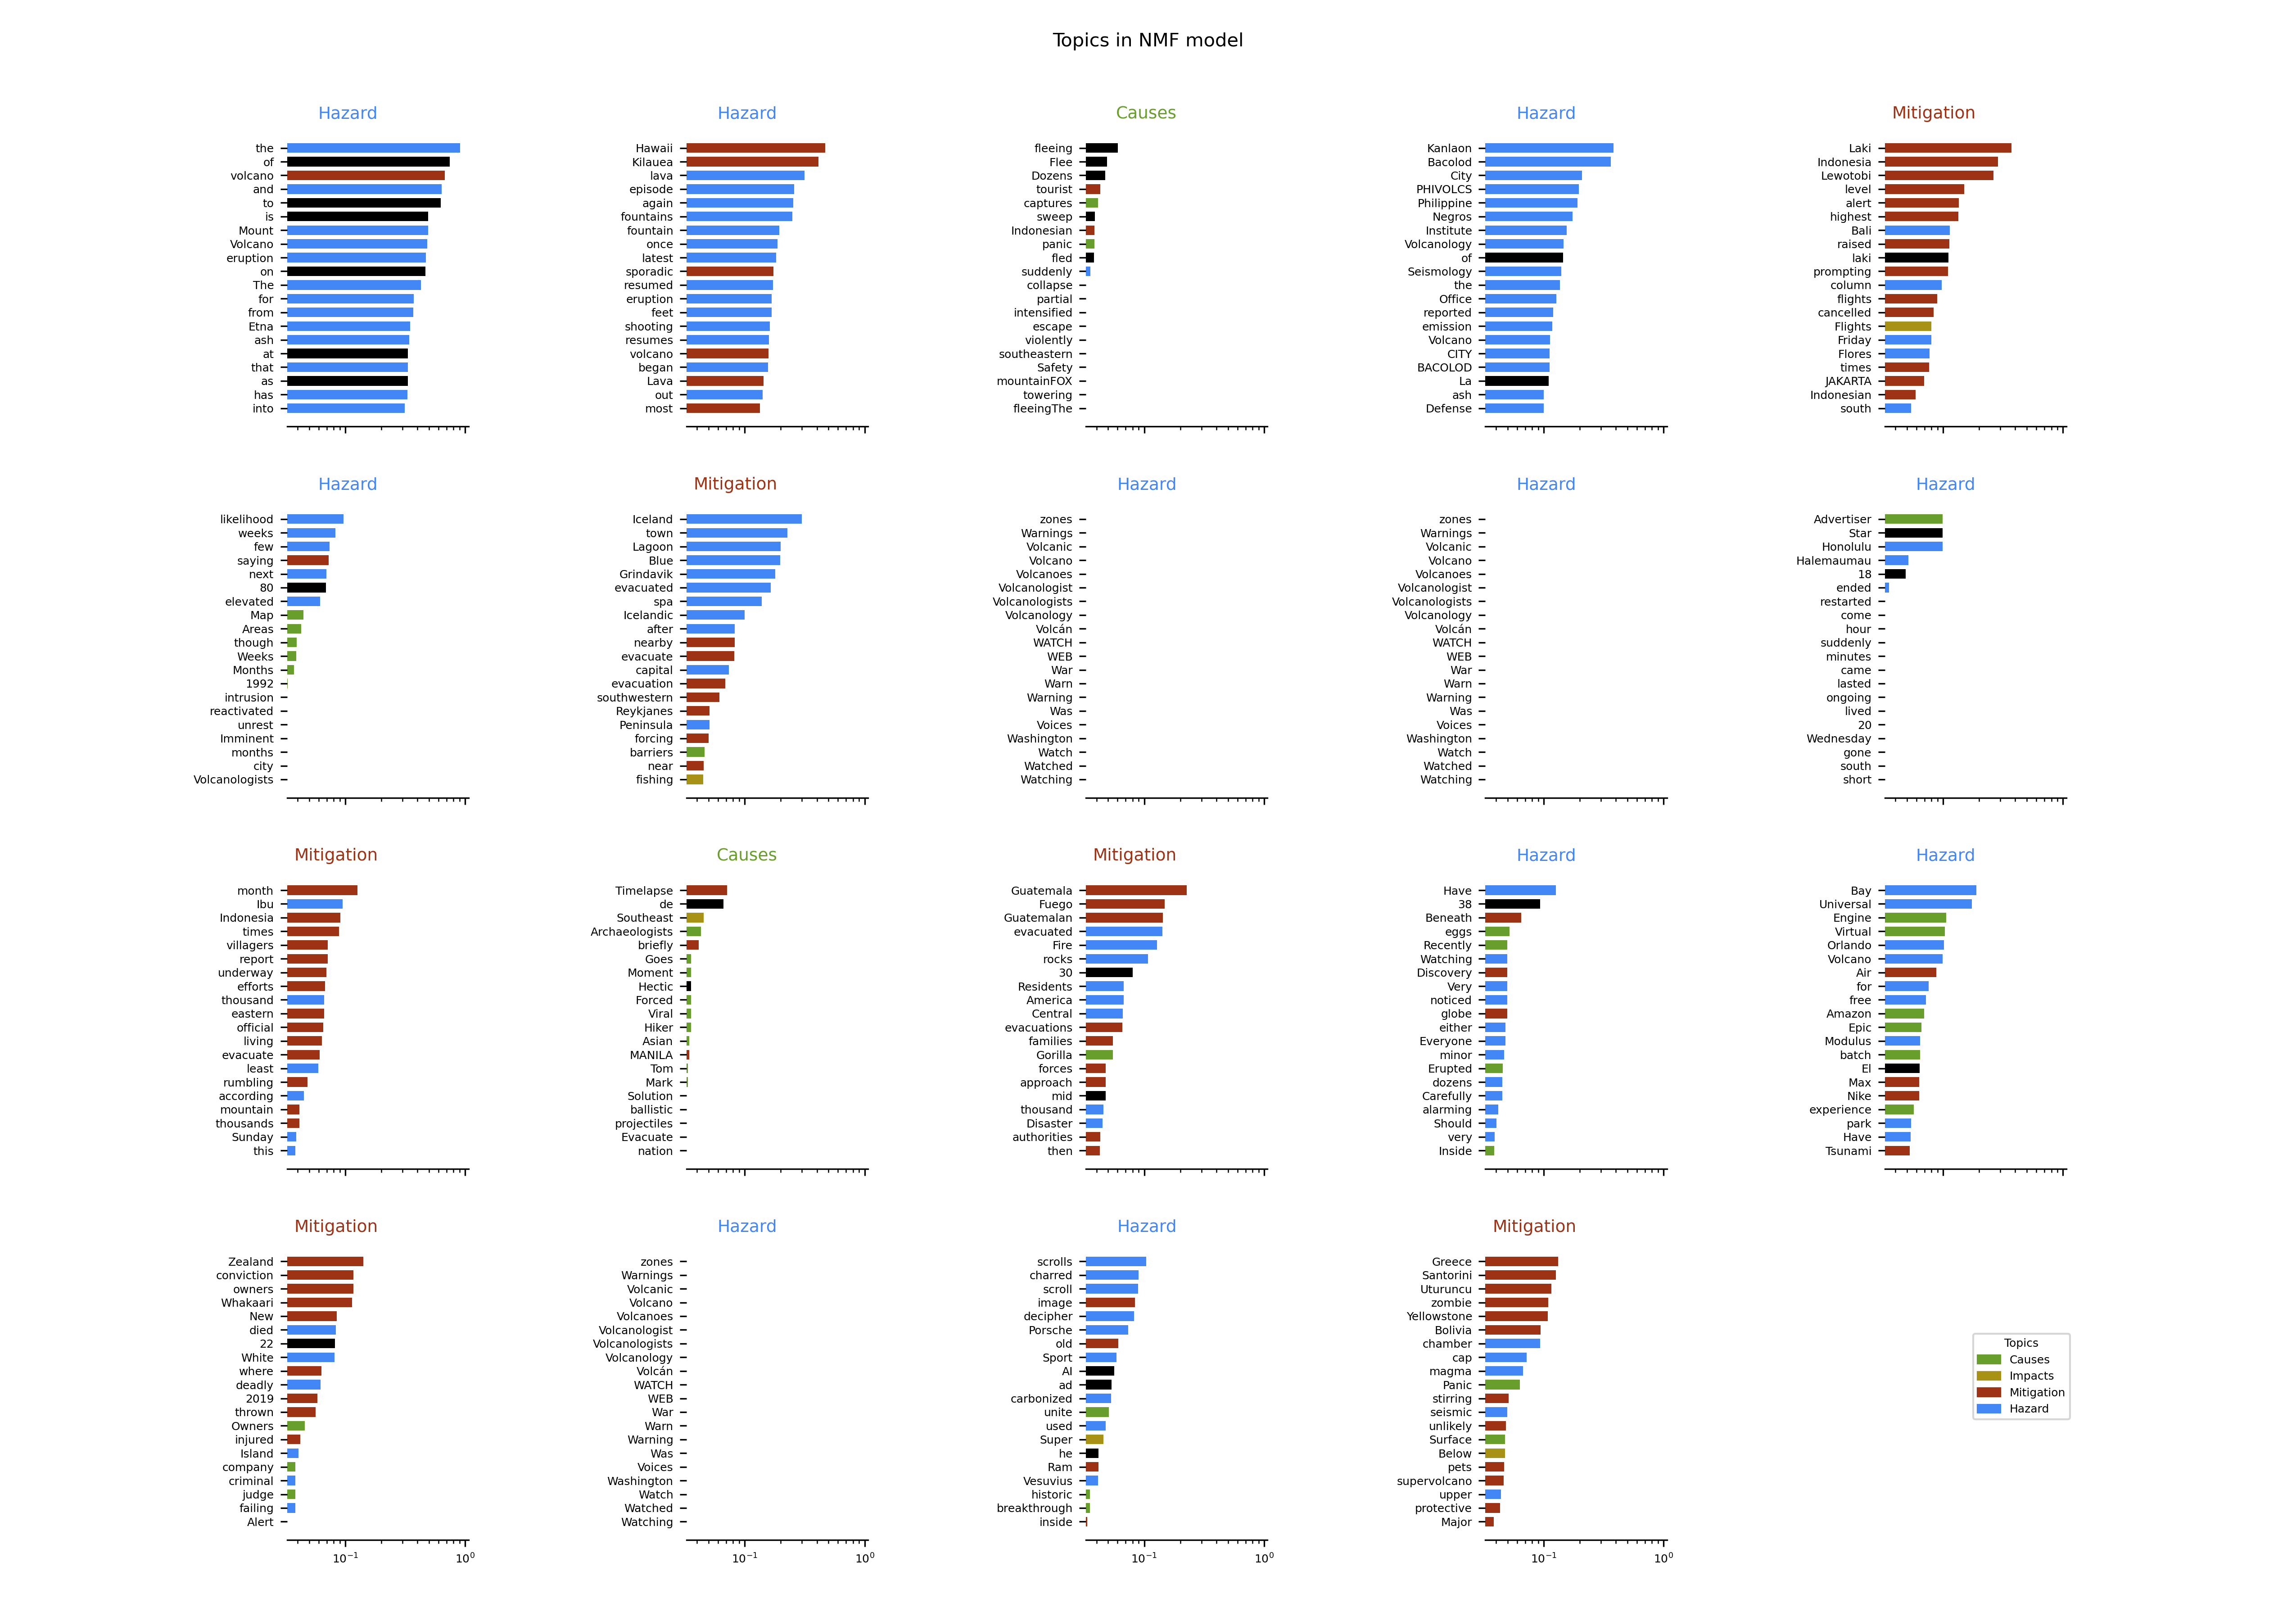 Topics in NMF model
Hazard
the
of
volcano
and
to
is
Mount
Volcano
eruption
on
The
for
from
Etna
ash
at
that
as
has
into
Hazard
Hawaii
Kilauea
lava
episode
again
fountains
fountain
once
latest
sporadic
resumed
eruption
feet
shooting
resumes
volcano
began
Lava
out
most
Causes
fleeing
Flee
Dozens
tourist
captures
sweep
Indonesian
panic
fled
suddenly
collapse
partial
intensified
escape
violently
southeastern
Safety
mountainFOX
towering
fleeingThe
Hazard
Kanlaon
Bacolod
City
PHIVOLCS
Philippine
Negros
Institute
Volcanology
of
Seismology
the
Office
reported
emission
Volcano
CITY
BACOLOD
La
ash
Defense
Mitigation
Laki
Indonesia
Lewotobi
level
alert
highest
Bali
raised
laki
prompting
column
flights
cancelled
Flights
Friday
Flores
times
JAKARTA
Indonesian
south
Hazard
likelihood
weeks
few
saying
next
80
elevated
Map
Areas
though
Weeks
Months
1992
intrusion
reactivated
unrest
Imminent
months
city
Volcanologists
Mitigation
Iceland
town
Lagoon
Blue
Grindavik
evacuated
spa
Icelandic
after
nearby
evacuate
capital
evacuation
southwestern
Reykjanes
Peninsula
forcing
barriers
near
fishing
Hazard
zones
Warnings
Volcanic
Volcano
Volcanoes
Volcanologist
Volcanologists
Volcanology
Volcán
WATCH
WEB
War
Warn
Warning
Was
Voices
Washington
Watch
Watched
Watching
Hazard
zones
Warnings
Volcanic
Volcano
Volcanoes
Volcanologist
Volcanologists
Volcanology
Volcán
WATCH
WEB
War
Warn
Warning
Was
Voices
Washington
Watch
Watched
Watching
Hazard
Advertiser
Star
Honolulu
Halemaumau
18
ended
restarted
come
hour
suddenly
minutes
came
lasted
ongoing
lived
20
Wednesday
gone
south
short
Mitigation
month
Ibu
Indonesia
times
villagers
report
underway
efforts
thousand
eastern
official
living
evacuate
least
rumbling
according
mountain
thousands
Sunday
this
Causes
Timelapse
de
Southeast
Archaeologists
briefly
Goes
Moment
Hectic
Forced
Viral
Hiker
Asian
MANILA
Tom
Mark
Solution
ballistic
projectiles
Evacuate
nation
Mitigation
Guatemala
Fuego
Guatemalan
evacuated
Fire
rocks
30
Residents
America
Central
evacuations
families
Gorilla
forces
approach
mid
thousand
Disaster
authorities
then
Hazard
Have
38
Beneath
eggs
Recently
Watching
Discovery
Very
noticed
globe
either
Everyone
minor
Erupted
dozens
Carefully
alarming
Should
very
Inside
Hazard
Bay
Universal
Engine
Virtual
Orlando
Volcano
Air
for
free
Amazon
Epic
Modulus
batch
El
Max
Nike
experience
park
Have
Tsunami
Mitigation
Zealand
conviction
owners
Whakaari
New
died
22
White
where
deadly
2019
thrown
Owners
injured
Island
company
criminal
judge
failing
Alert
10⁻¹ 10⁰
Hazard
zones
Warnings
Volcanic
Volcano
Volcanoes
Volcanologist
Volcanologists
Volcanology
Volcán
WATCH
WEB
War
Warn
Warning
Was
Voices
Washington
Watch
Watched
Watching
10⁻¹ 10⁰
Hazard
scrolls
charred
scroll
image
decipher
Porsche
old
Sport
AI
ad
carbonized
unite
used
Super
he
Ram
Vesuvius
historic
breakthrough
inside
10⁻¹ 10⁰
Mitigation
Greece
Santorini
Uturuncu
zombie
Yellowstone
Bolivia
chamber
cap
magma
Panic
stirring
seismic
unlikely
Surface
Below
pets
supervolcano
upper
protective
Major
10⁻¹ 10⁰
Topics
Causes
Impacts
Mitigation
Hazard